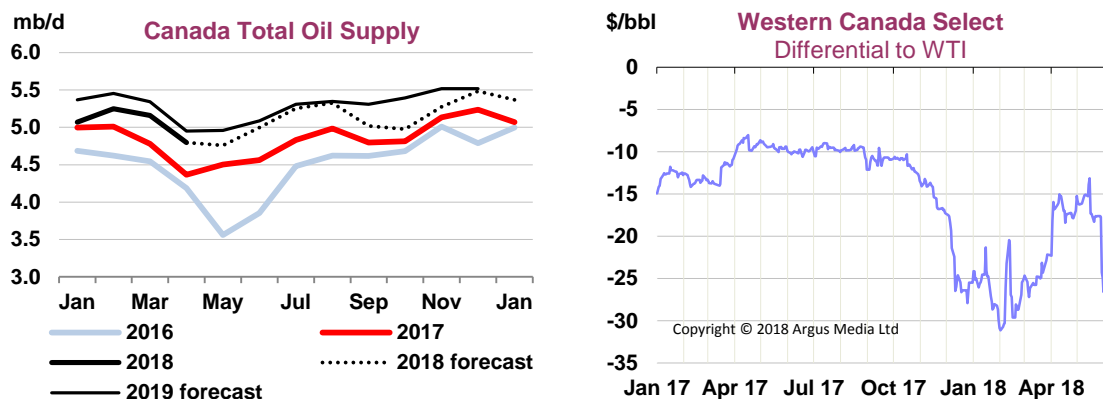 mb/d
Canada Total Oil Supply
6.0
5.5
5.0
4.5
4.0
3.5
3.0
Jan Mar May Jul Sep Nov Jan
2016 2017
2018 2018 forecast
2019 forecast
$/bbl
Western Canada Select
Differential to WTI
0
-5
-10
-15
-20
-25
-30
-35
Copyright © 2018 Argus Media Ltd
Jan 17 Apr 17 Jul 17 Oct 17 Jan 18 Apr 18